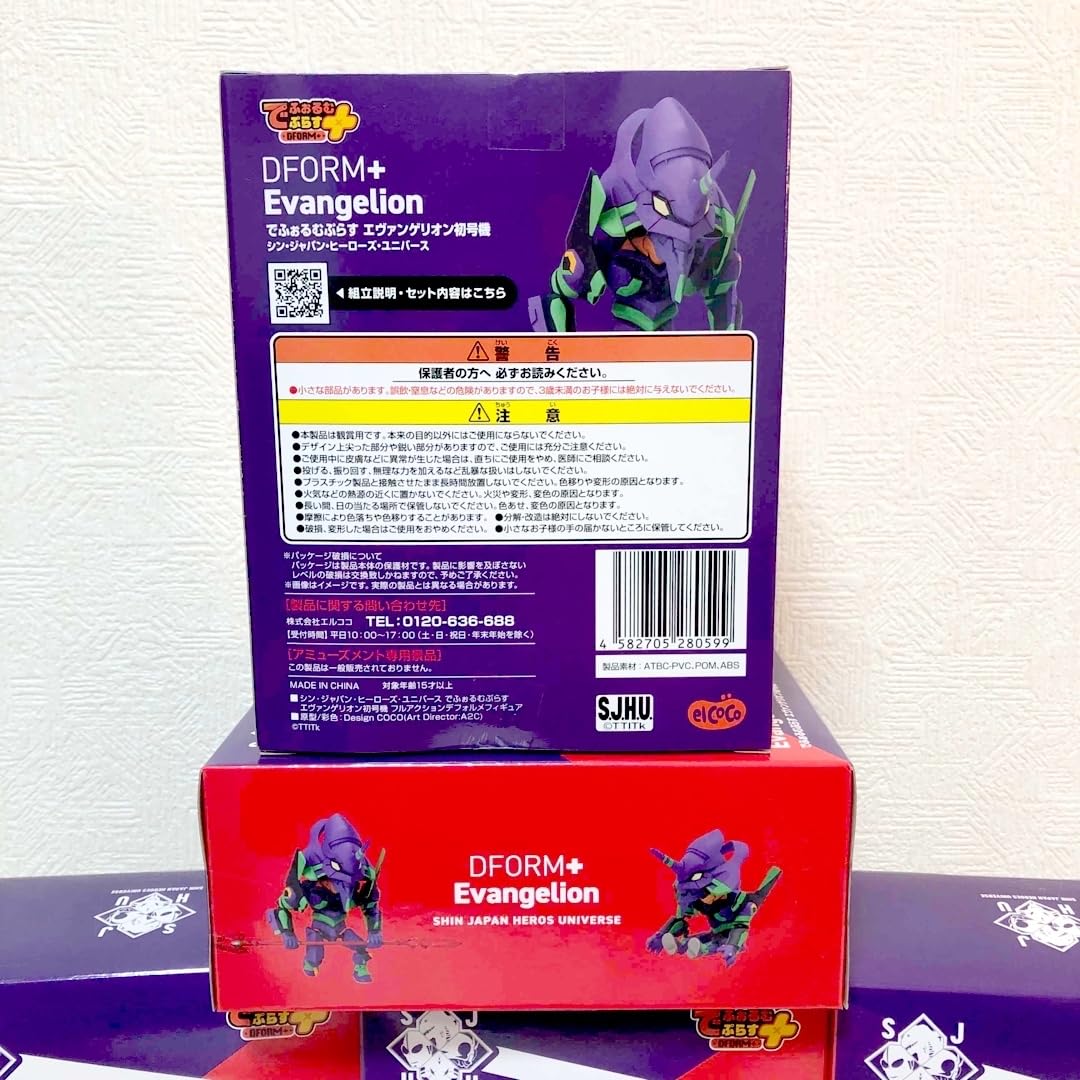 でふぉるむ
ぷらす
DFORM+
DFORM+
Evangelion
でふぉるむぷらす エヴァンゲリオン初号機
シン・ジャパン・ヒーローズ・ユニバース
◀組立説明・セット内容はこちら
⚠警告
けい こく
保護者の方へ 必ずお読みください。
●小さな部品があります。誤飲・窒息などの危険がありますので、3歳未満のお子様には絶対に与えないでください。
⚠注意
ちゅう い
●本製品は観賞用です。本来の目的以外にはご使用にならないでください。
●デザイン上尖った部分や鋭い部分がありますので、ご使用には充分ご注意ください。
●ご使用中に皮膚などに異常が生じた場合は、直ちにご使用をやめ、医師にご相談ください。
●投げる、振り回す、無理な力を加えるなど乱暴な扱いはしないでください。
●プラスチック製品と接触させたまま長時間放置しないでください。色移りや変形の原因となります。
●火気などの熱源の近くに置かないでください。火災や変形、変色の原因となります。
●長い間、日の当たる場所で保管しないでください。色あせ、変色の原因となります。
●摩擦により色落ちや色移りすることがあります。 ●分解・改造は絶対にしないでください。
●破損、変形した場合はご使用をおやめください。 ●小さなお子様の手の届かないところに保管してください。
※パッケージ破損について
パッケージは製品本体の保護材です。製品に影響を及ぼさない
レベルの破損は交換致しかねますので、予めご了承ください。
※画像はイメージです。実際の製品とは異なる場合があります。
[製品に関する問い合わせ先]
株式会社エルココ TEL:0120-636-688
【受付時間】平日10:00〜17:00(土・日・祝日・年末年始を除く)
[アミューズメント専用景品]
この製品は一般販売されておりません。
MADE IN CHINA 対象年齢15才以上
■シン・ジャパン・ヒーローズ・ユニバース でふぉるむぷらす
エヴァンゲリオン初号機 フルアクションデフォルメフィギュア
■原型/彩色:Design COCO(Art Director:A2C)
©TTITk
4 582705 280599
製品素材:ATBC-PVC.POM.ABS
S.J.H.U.
©TTITk
elCoCo
DFORM+
Evangelion
SHIN JAPAN HEROS UNIVERSE
SHIN JAPAN HEROES UNIVERSE
S J
H U
S J
H U
でふぉるむ
ぷらす
DFORM+
S J
H U
でふぉるむ
ぷらす
DFORM+
S J